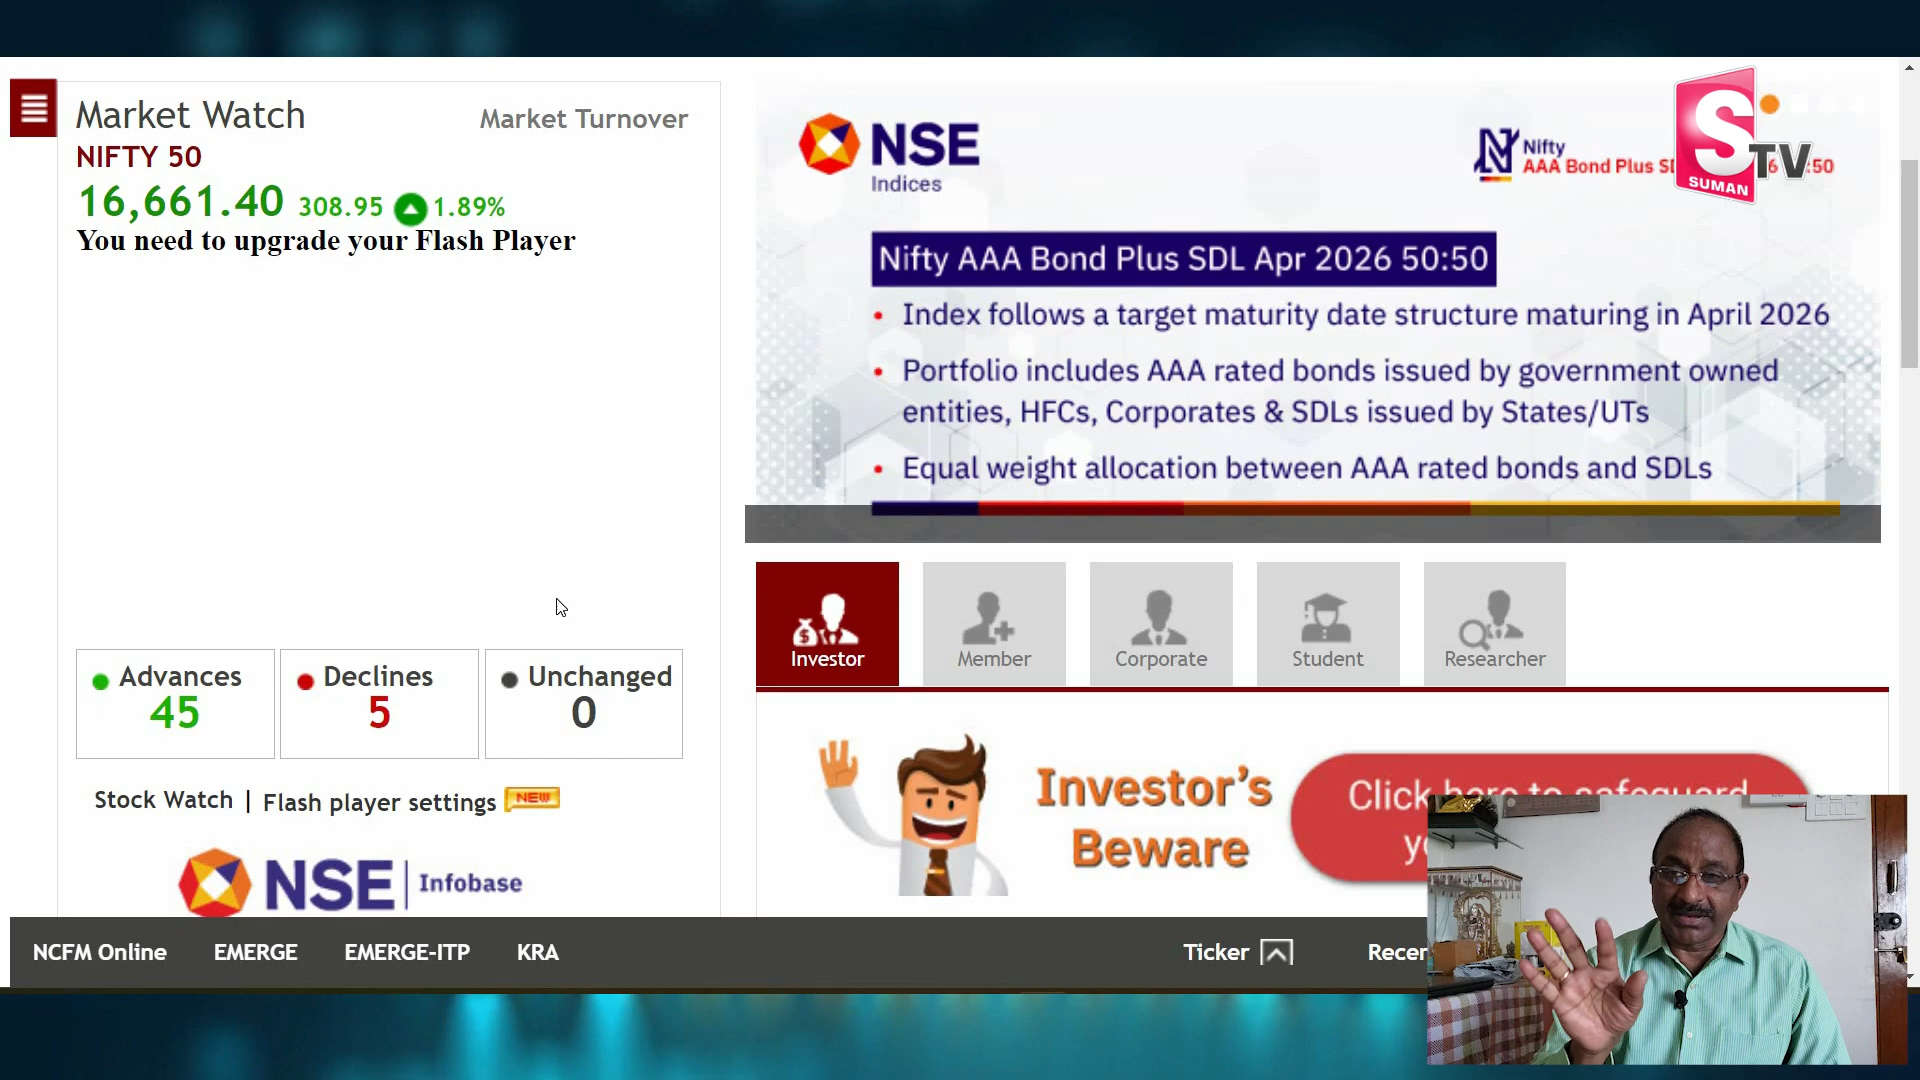 Market Watch
Market Turnover
NIFTY 50
16,661.40 308.95 1.89%
You need to upgrade your Flash Player
Advances
45
Declines
5
Unchanged
0
Stock Watch | Flash player settings NEW
NSE | Infobase
NSE
Indices
Nifty
AAA Bond Plus
:50
S TV
SUMAN
Nifty AAA Bond Plus SDL Apr 2026 50:50
• Index follows a target maturity date structure maturing in April 2026
• Portfolio includes AAA rated bonds issued by government owned
entities, HFCs, Corporates & SDLs issued by States/UTs
• Equal weight allocation between AAA rated bonds and SDLs
Investor
Member
Corporate
Student
Researcher
Investor's
Beware
Click here to safeguard
NCFM Online
EMERGE
EMERGE-ITP
KRA
Ticker